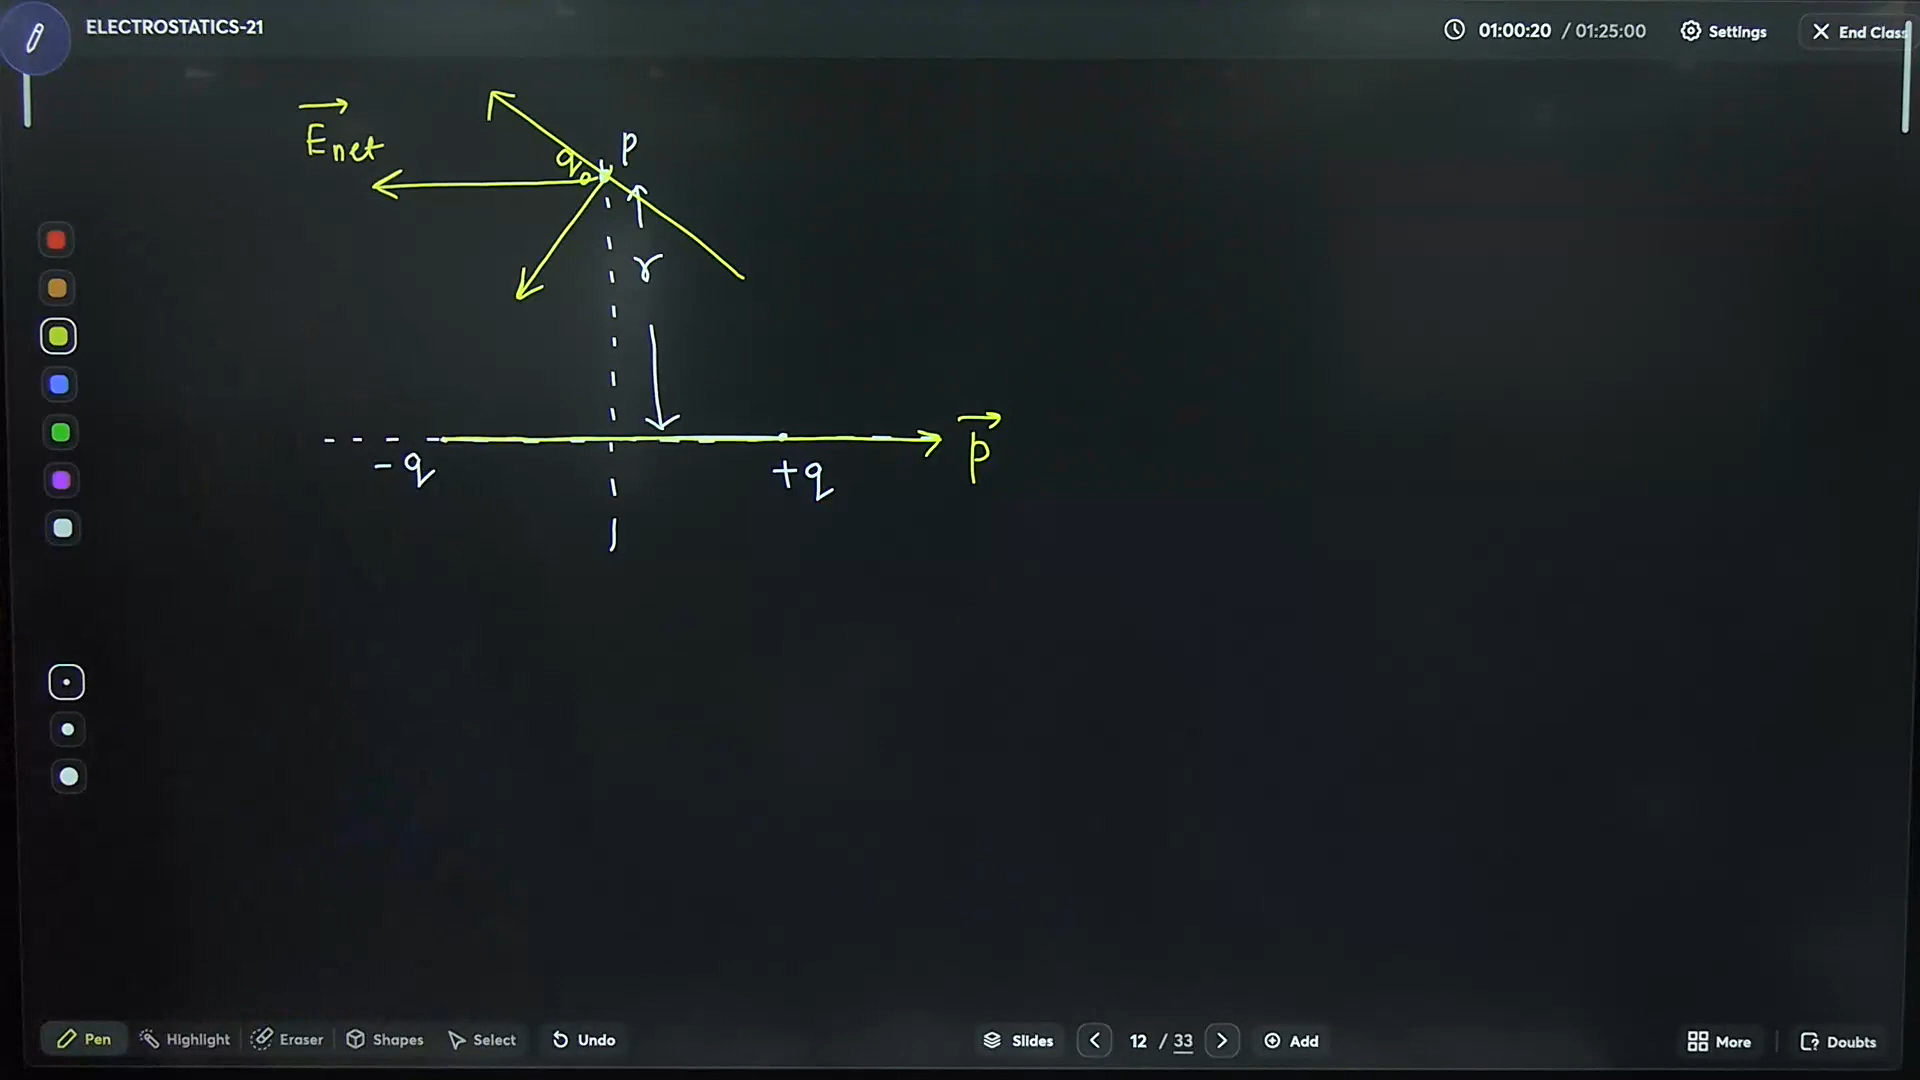 ELECTROSTATICS-21
01:00:20 / 01:25:00
Settings
End Class
E net
q₀
P
r
p
- q
+ q
Pen
Highlight
Eraser
Shapes
Select
Undo
Slides
12 / 33
Add
More
Doubts